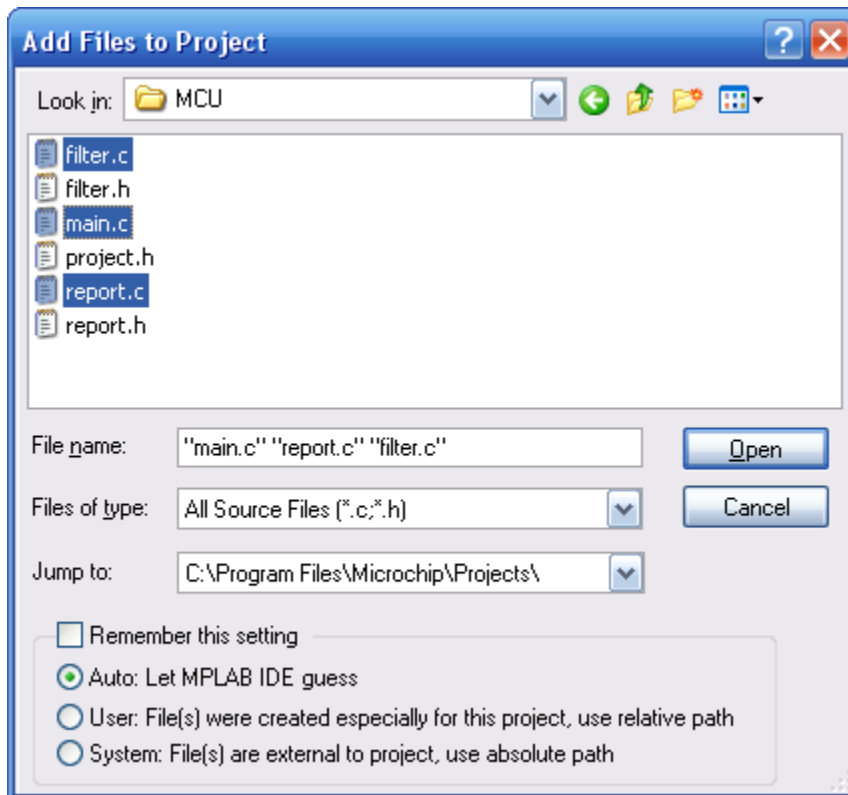 Add Files to Project
Look in: MCU
filter.c
filter.h
main.c
project.h
report.c
report.h
File name: "main.c" "report.c" "filter.c" Open
Files of type: All Source Files (*.c;*.h) Cancel
Jump to: C:\Program Files\Microchip\Projects\
Remember this setting
Auto: Let MPLAB IDE guess
User: File(s) were created especially for this project, use relative path
System: File(s) are external to project, use absolute path